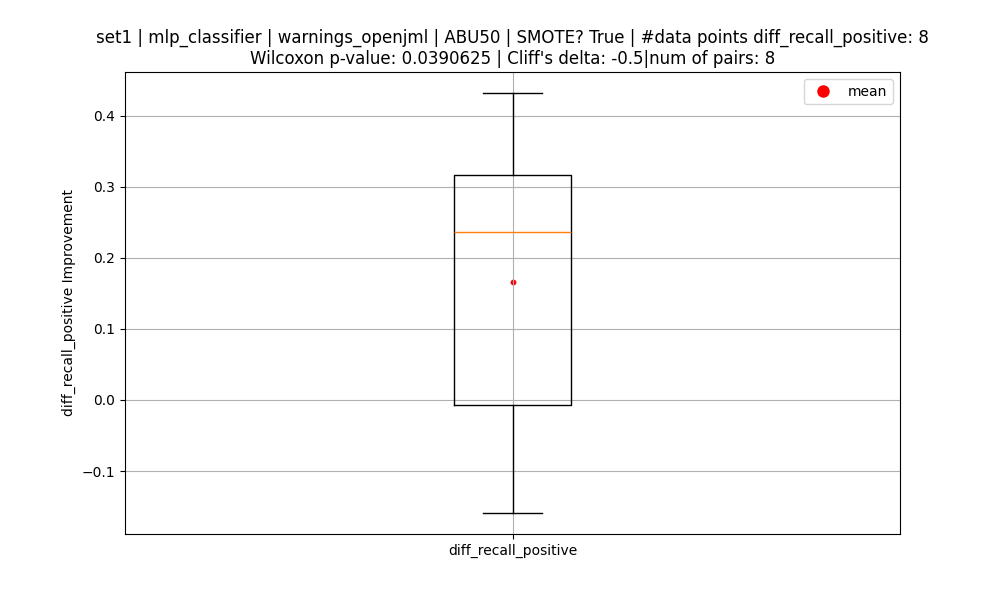 set1 | mlp_classifier | warnings_openjml | ABU50 | SMOTE? True | #data points diff_recall_positive: 8
Wilcoxon p-value: 0.0390625 | Cliff's delta: -0.5|num of pairs: 8
mean
0.4
0.3
0.2
0.1
0.0
−0.1
diff_recall_positive Improvement
diff_recall_positive